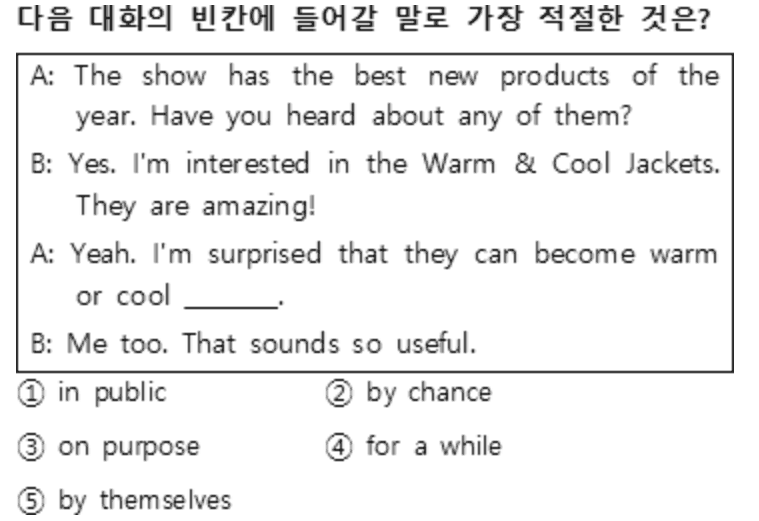 다음 대화의 빈칸에 들어갈 말로 가장 적절한 것은?
A: The show has the best new products of the
year. Have you heard about any of them?
B: Yes. I'm interested in the Warm & Cool Jackets.
They are amazing!
A: Yeah. I'm surprised that they can become warm
or cool _______.
B: Me too. That sounds so useful.
① in public ② by chance
③ on purpose ④ for a while
⑤ by themselves